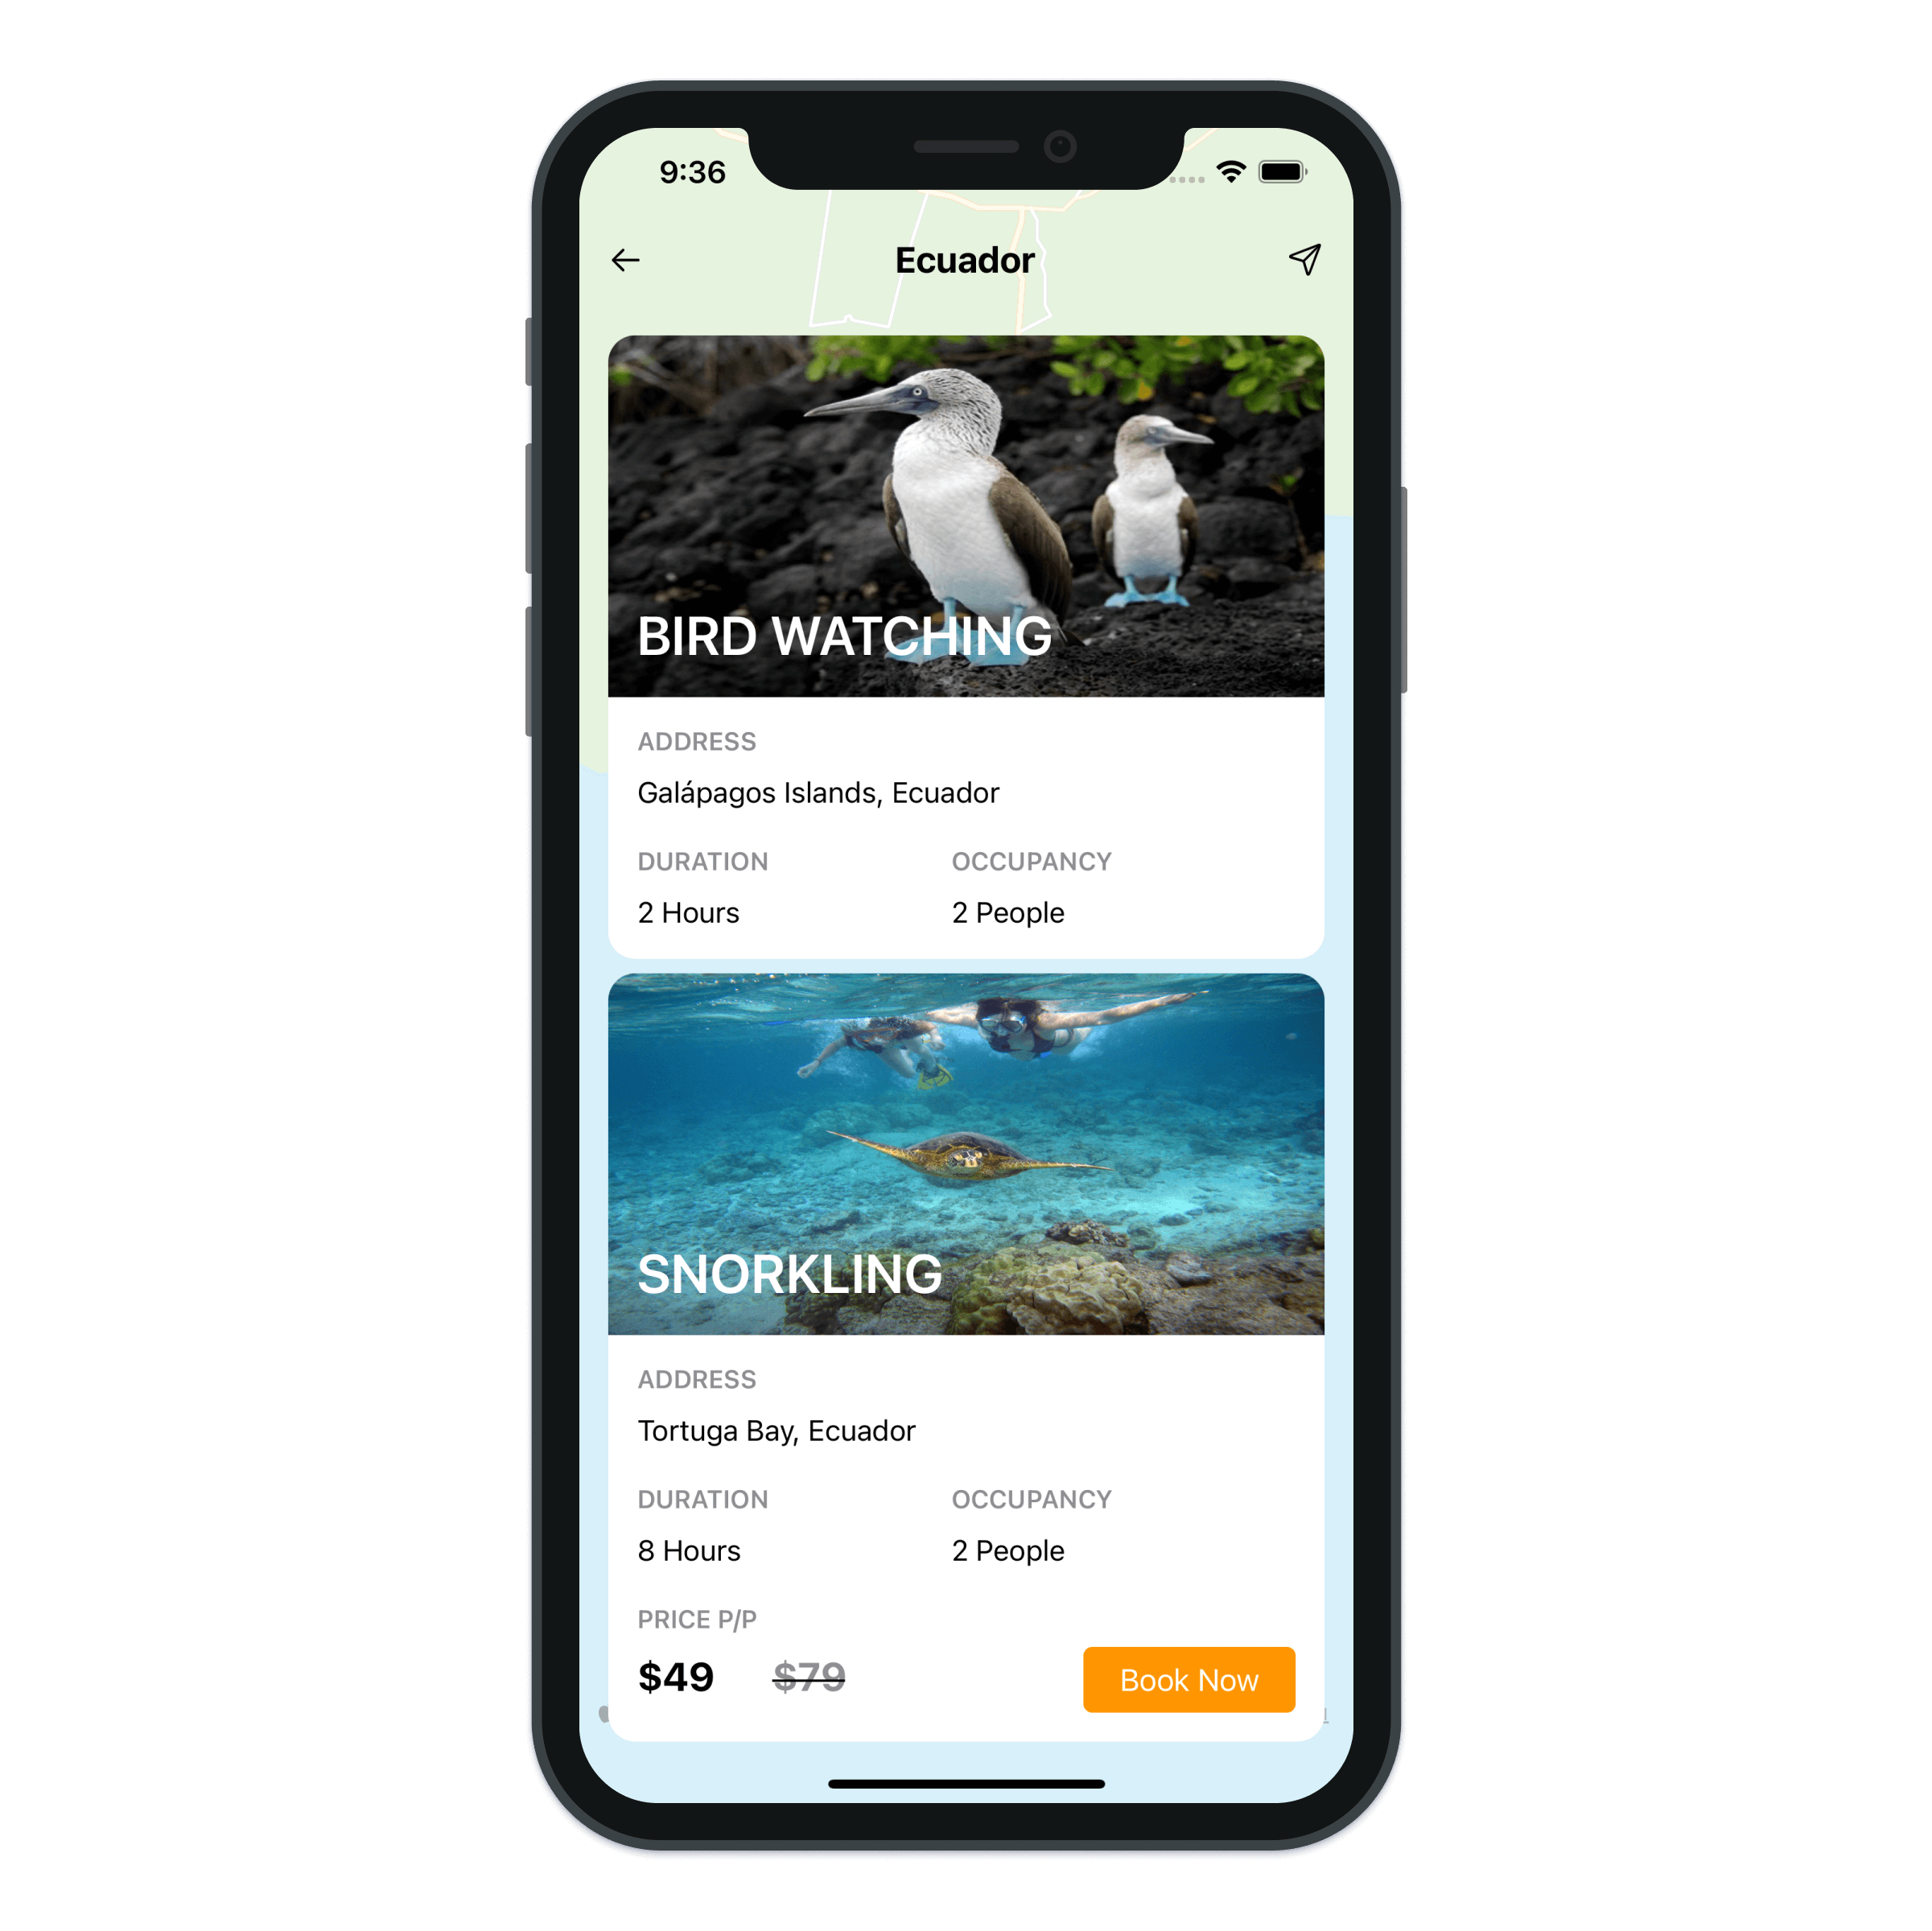 9:36
Ecuador
BIRD WATCHING
ADDRESS
Galápagos Islands, Ecuador
DURATION OCCUPANCY
2 Hours 2 People
SNORKLING
ADDRESS
Tortuga Bay, Ecuador
DURATION OCCUPANCY
8 Hours 2 People
PRICE P/P
$49 $79 Book Now